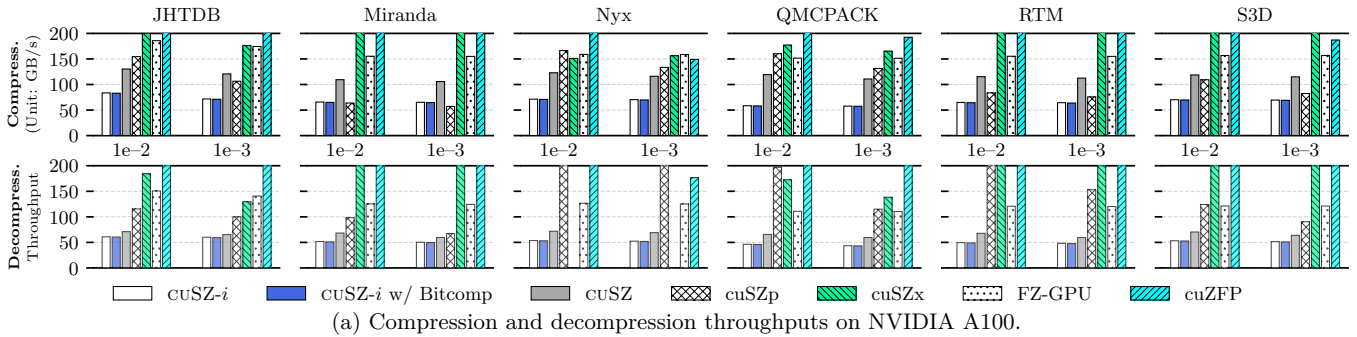 JHTDB Miranda Nyx QMCPACK RTM S3D
Compress.
(Unit: GB/s)
200
150
100
50
0
1e–2 1e–3 1e–2 1e–3 1e–2 1e–3 1e–2 1e–3 1e–2 1e–3 1e–2 1e–3
Decompress.
Throughput
200
150
100
50
0
cuSZ-i cuSZ-i w/ Bitcomp cuSZ cuSZp cuSZx FZ-GPU cuZFP
(a) Compression and decompression throughputs on NVIDIA A100.